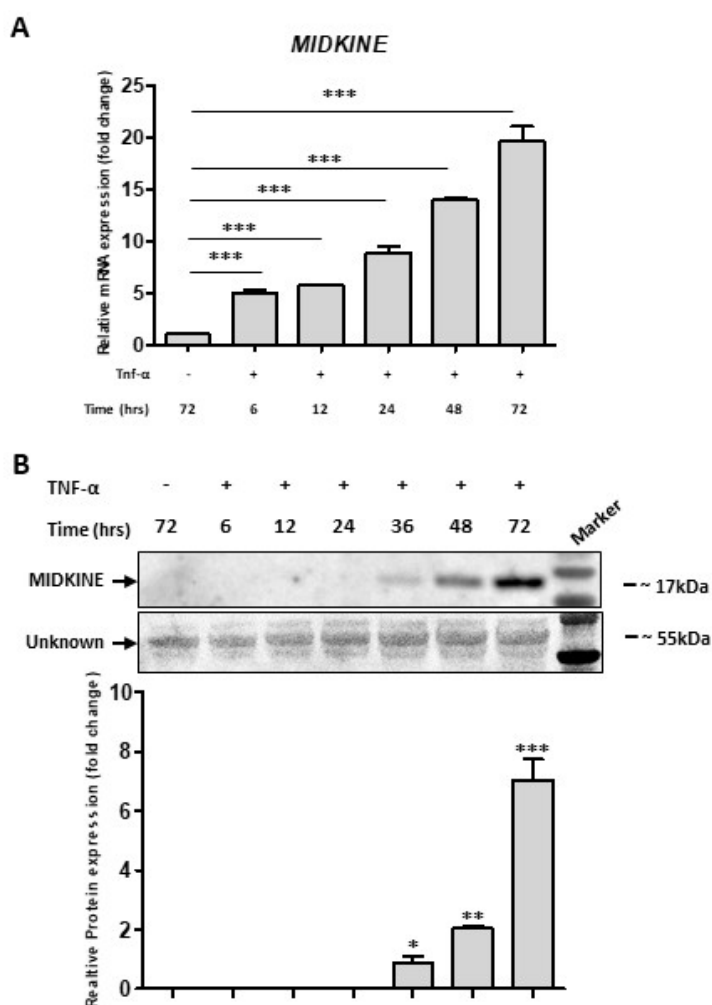 A
MIDKINE
Relative mRNA expression (fold change)
25
20
15
10
5
0
***
***
***
***
***
Tnf-α - + + + + +
Time (hrs) 72 6 12 24 48 72
B
TNF-α - + + + + + +
Time (hrs) 72 6 12 24 36 48 72 Marker
MIDKINE ~ 17kDa
Unknown ~ 55kDa
Realtive Protein expression (fold change)
10
8
6
4
2
0
*
**
***